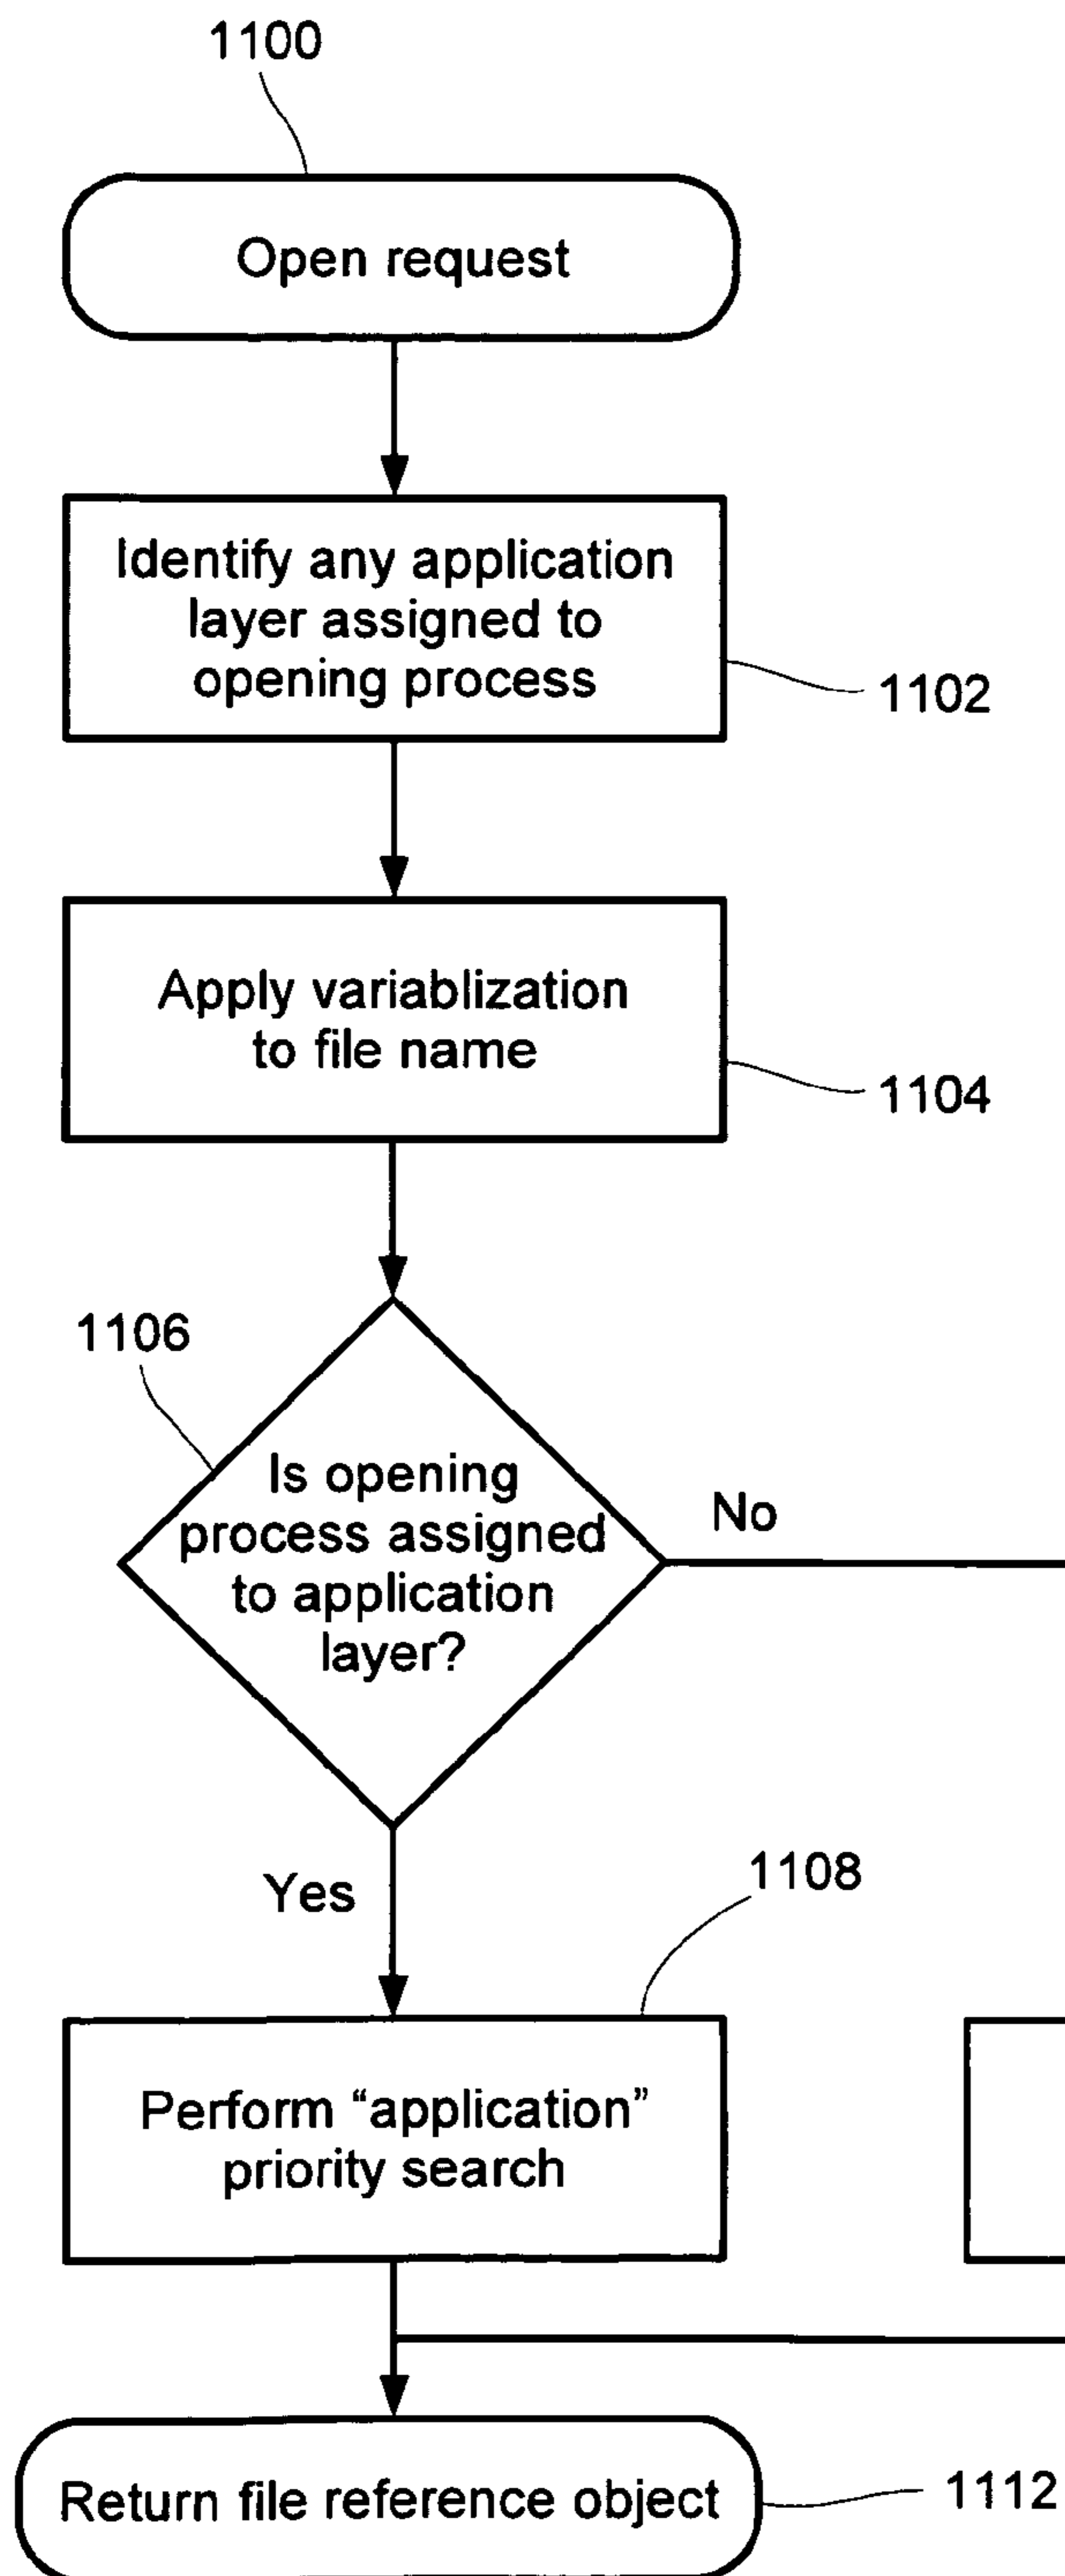 1100
Open request
Identify any application
layer assigned to
opening process
1102
Apply variablization
to file name
1104
1106
Is opening
process assigned
to application
layer?
No
Yes
1108
Perform “application”
priority search
Return file reference object
1112